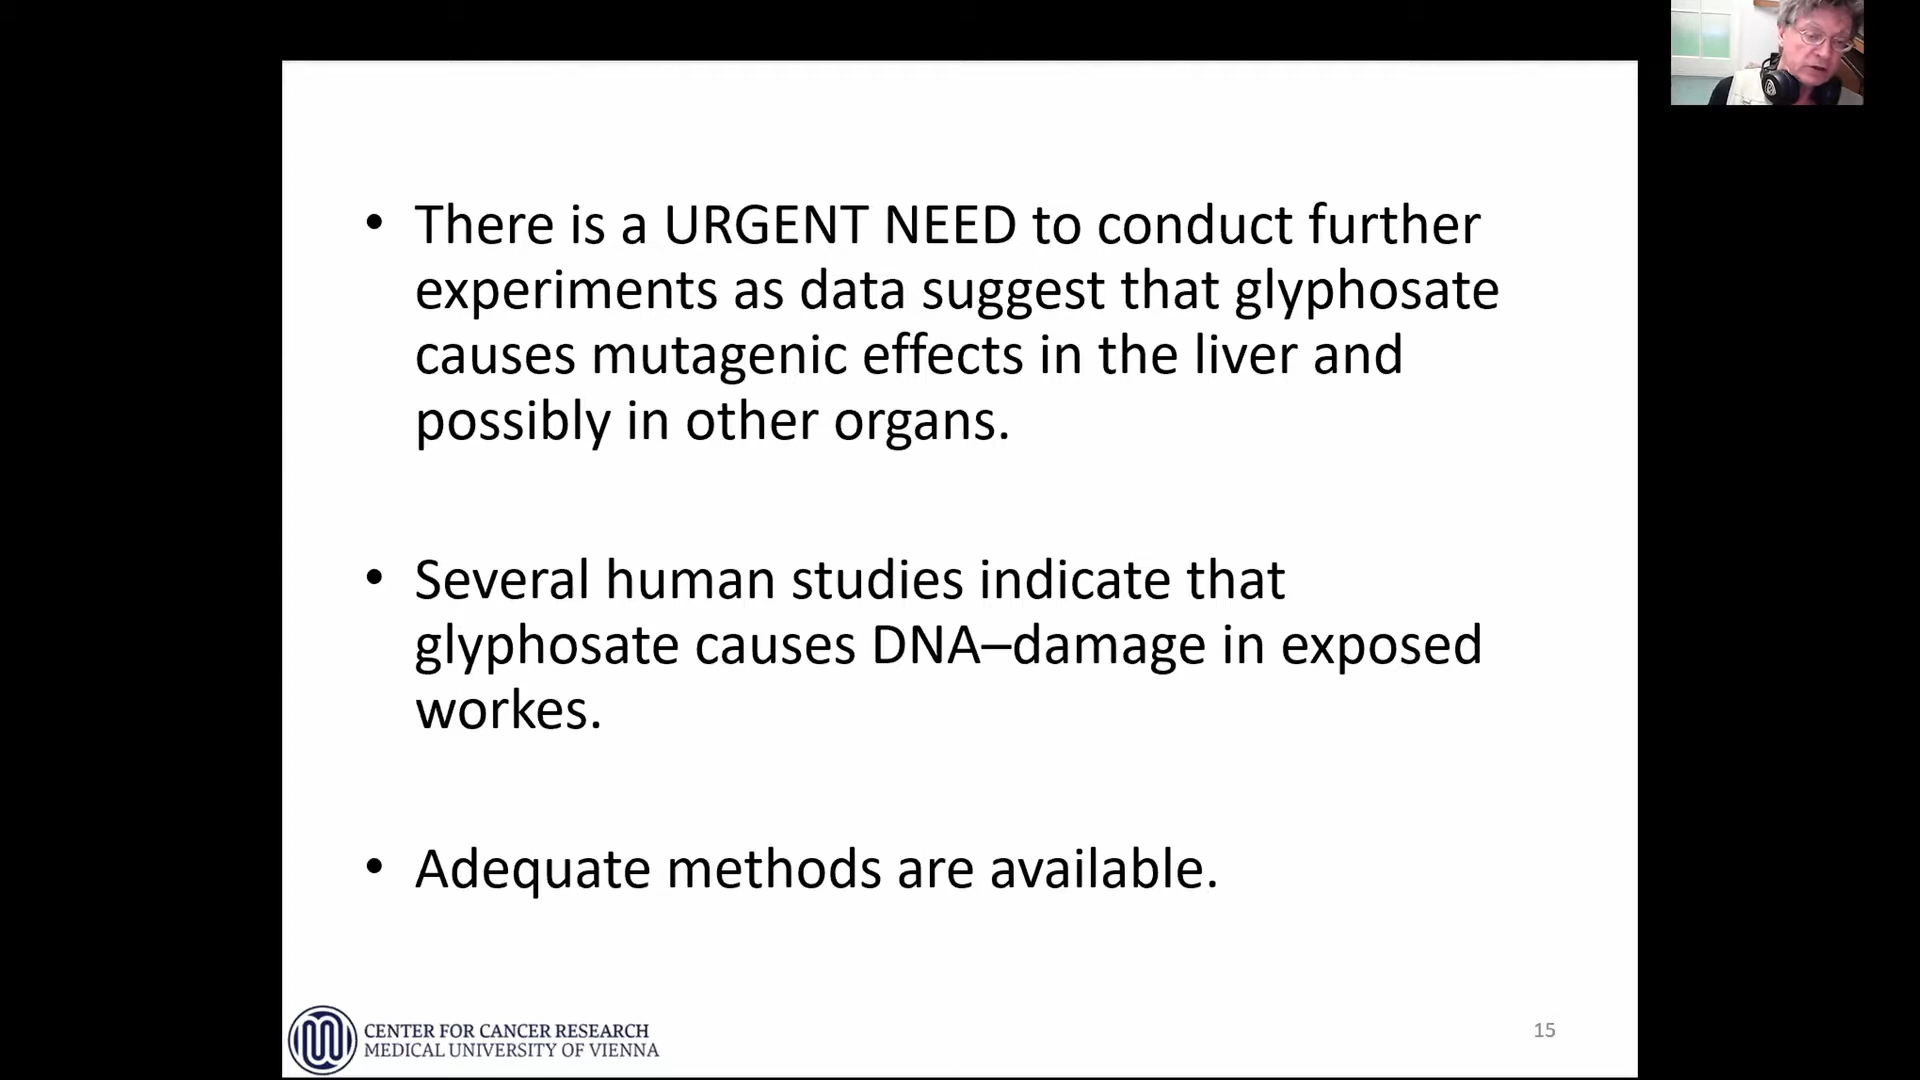 • There is a URGENT NEED to conduct further
experiments as data suggest that glyphosate
causes mutagenic effects in the liver and
possibly in other organs.
• Several human studies indicate that
glyphosate causes DNA–damage in exposed
workes.
• Adequate methods are available.
CENTER FOR CANCER RESEARCH
MEDICAL UNIVERSITY OF VIENNA
15